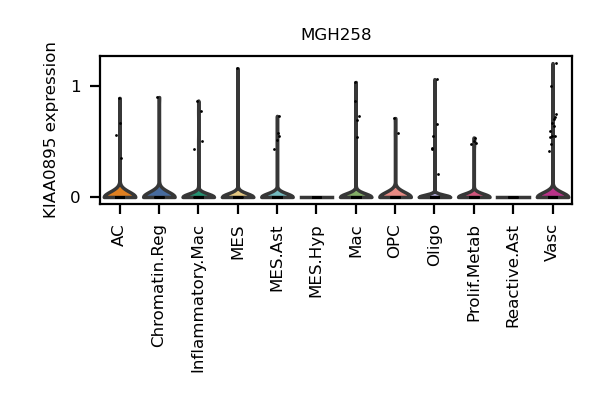 MGH258
KIAA0895 expression
1
0
AC
Chromatin.Reg
Inflammatory.Mac
MES
MES.Ast
MES.Hyp
Mac
OPC
Oligo
Prolif.Metab
Reactive.Ast
Vasc